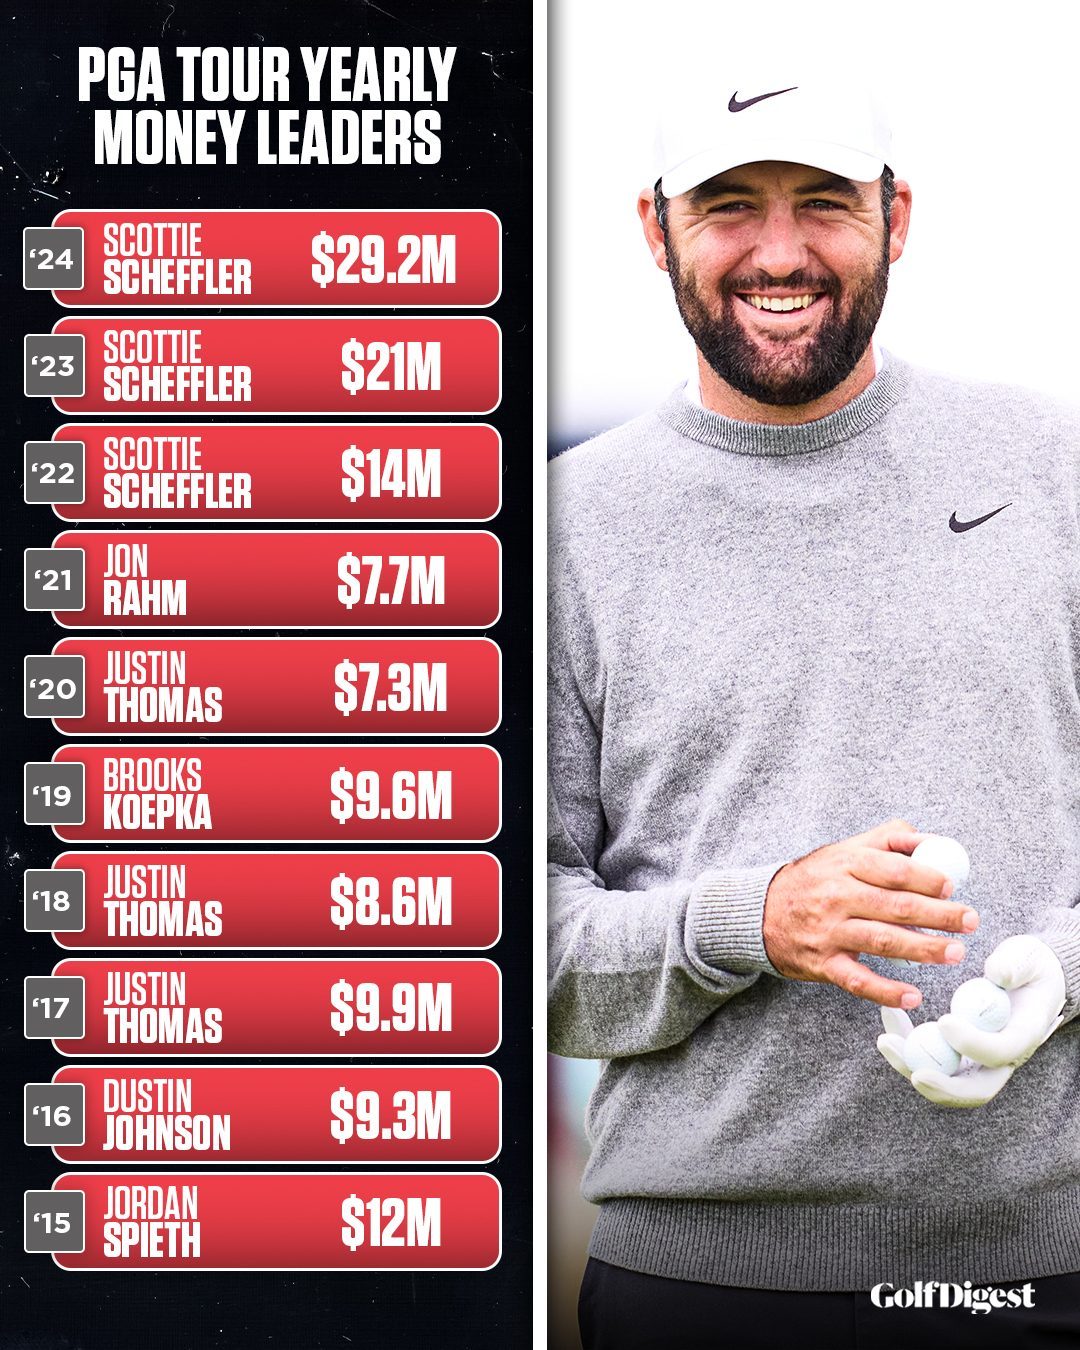 PGA TOUR YEARLY
MONEY LEADERS
‘24 SCOTTIE SCHEFFLER $29.2M
‘23 SCOTTIE SCHEFFLER $21M
‘22 SCOTTIE SCHEFFLER $14M
‘21 JON RAHM $7.7M
‘20 JUSTIN THOMAS $7.3M
‘19 BROOKS KOEPKA $9.6M
‘18 JUSTIN THOMAS $8.6M
‘17 JUSTIN THOMAS $9.9M
‘16 DUSTIN JOHNSON $9.3M
‘15 JORDAN SPIETH $12M
GolfDigest